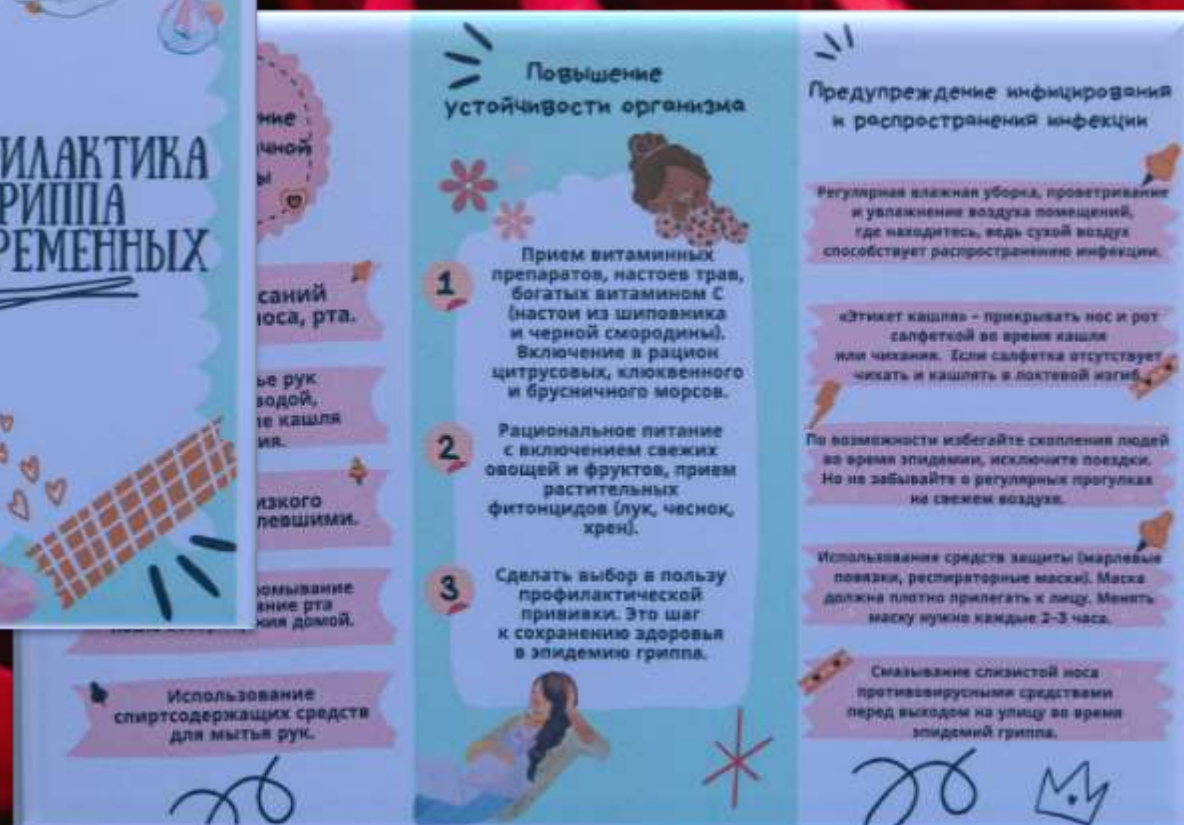 ИЛАКТИКА
РИППА
РЕМЕННЫХ
ние
чной
ы
саний
носа, рта.
ье рук
водой,
ле кашля
ия.
изкого
левшими.
омывание
ание рта
ния домой.
Использование
спиртсодержащих средств
для мытья рук.
Повышение
устойчивости организма
1
Прием витаминных
препаратов, настоев трав,
богатых витамином С
(настои из шиповника
и черной смородины).
Включение в рацион
цитрусовых, клюквенного
и брусничного морсов.
2
Рациональное питание
с включением свежих
овощей и фруктов, прием
растительных
фитонцидов (лук, чеснок,
хрен).
3
Сделать выбор в пользу
профилактической
прививки. Это шаг
к сохранению здоровья
в эпидемию гриппа.
Предупреждение инфицирования
и распространения инфекции
Регулярная влажная уборка, проветривание
и увлажнение воздуха помещений,
где находитесь, ведь сухой воздух
способствует распространению инфекции.
«Этикет кашля» – прикрывать нос и рот
салфеткой во время кашля
или чихания. Если салфетка отсутствует
чихать и кашлять в локтевой изгиб.
По возможности избегайте скопления людей
во время эпидемии, исключите поездки.
Но не забывайте о регулярных прогулках
на свежем воздухе.
Использование средств защиты (марлевые
повязки, респираторные маски). Маска
должна плотно прилегать к лицу. Менять
маску нужно каждые 2-3 часа.
Смазывание слизистой носа
противовирусными средствами
перед выходом на улицу во время
эпидемий гриппа.